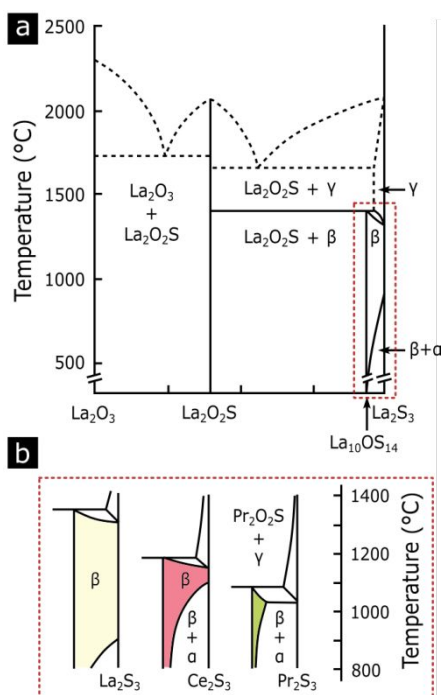 a
2500
2000
1500
1000
500
Temperature (°C)
La₂O₃
+
La₂O₂S
La₂O₂S + γ
La₂O₂S + β
γ
β
β+α
La₂O₃
La₂O₂S
La₂S₃
La₁₀OS₁₄
b
β
β
β
+
α
Pr₂O₂S
+
γ
β
+
α
1400
1200
1000
800
Temperature (°C)
La₂S₃
Ce₂S₃
Pr₂S₃